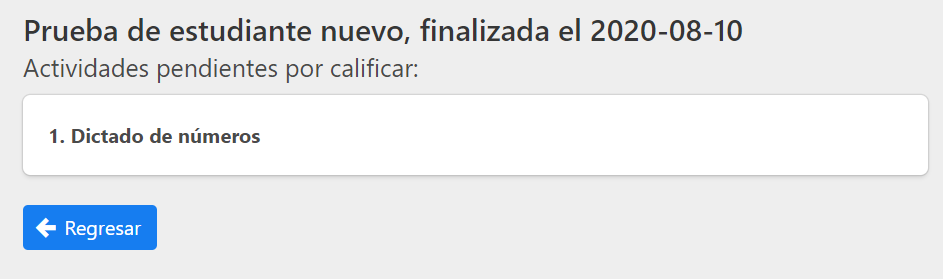 Prueba de estudiante nuevo, finalizada el 2020-08-10
Actividades pendientes por calificar:
1. Dictado de números
Regresar